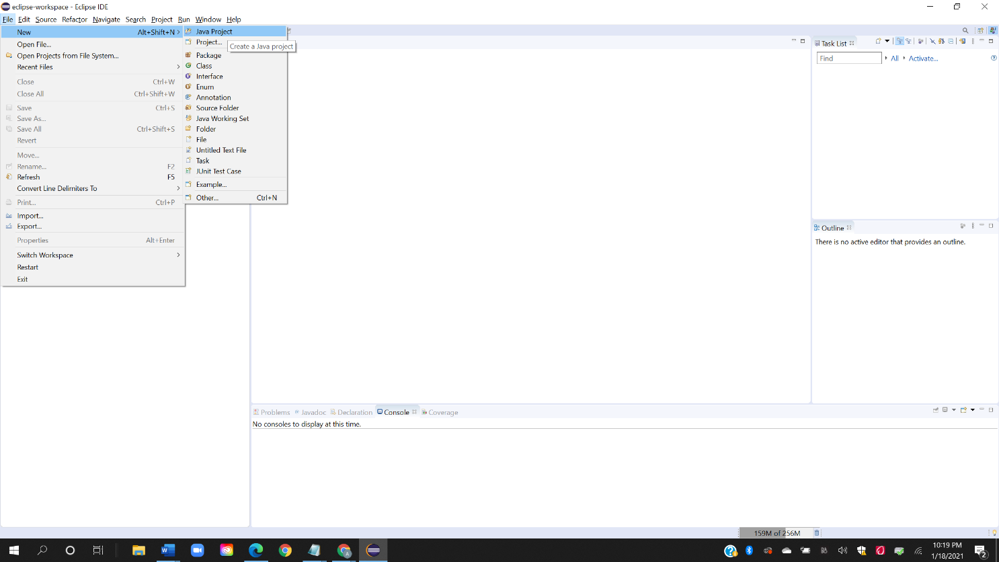 eclipse-workspace - Eclipse IDE
File Edit Source Refactor Navigate Search Project Run Window Help
New Alt+Shift+N
Open File...
Open Projects from File System...
Recent Files
Close Ctrl+W
Close All Ctrl+Shift+W
Save Ctrl+S
Save As...
Save All Ctrl+Shift+S
Revert
Move...
Rename... F2
Refresh F5
Convert Line Delimiters To
Print... Ctrl+P
Import...
Export...
Properties Alt+Enter
Switch Workspace
Restart
Exit
Java Project
Project...
Create a Java project
Package
Class
Interface
Enum
Annotation
Source Folder
Java Working Set
Folder
File
Untitled Text File
Task
JUnit Test Case
Example...
Other... Ctrl+N
Task List
Find All Activate...
Outline
There is no active editor that provides an outline.
Problems Javadoc Declaration Console Coverage
No consoles to display at this time.
159M of 256M
10:19 PM
1/18/2021
2